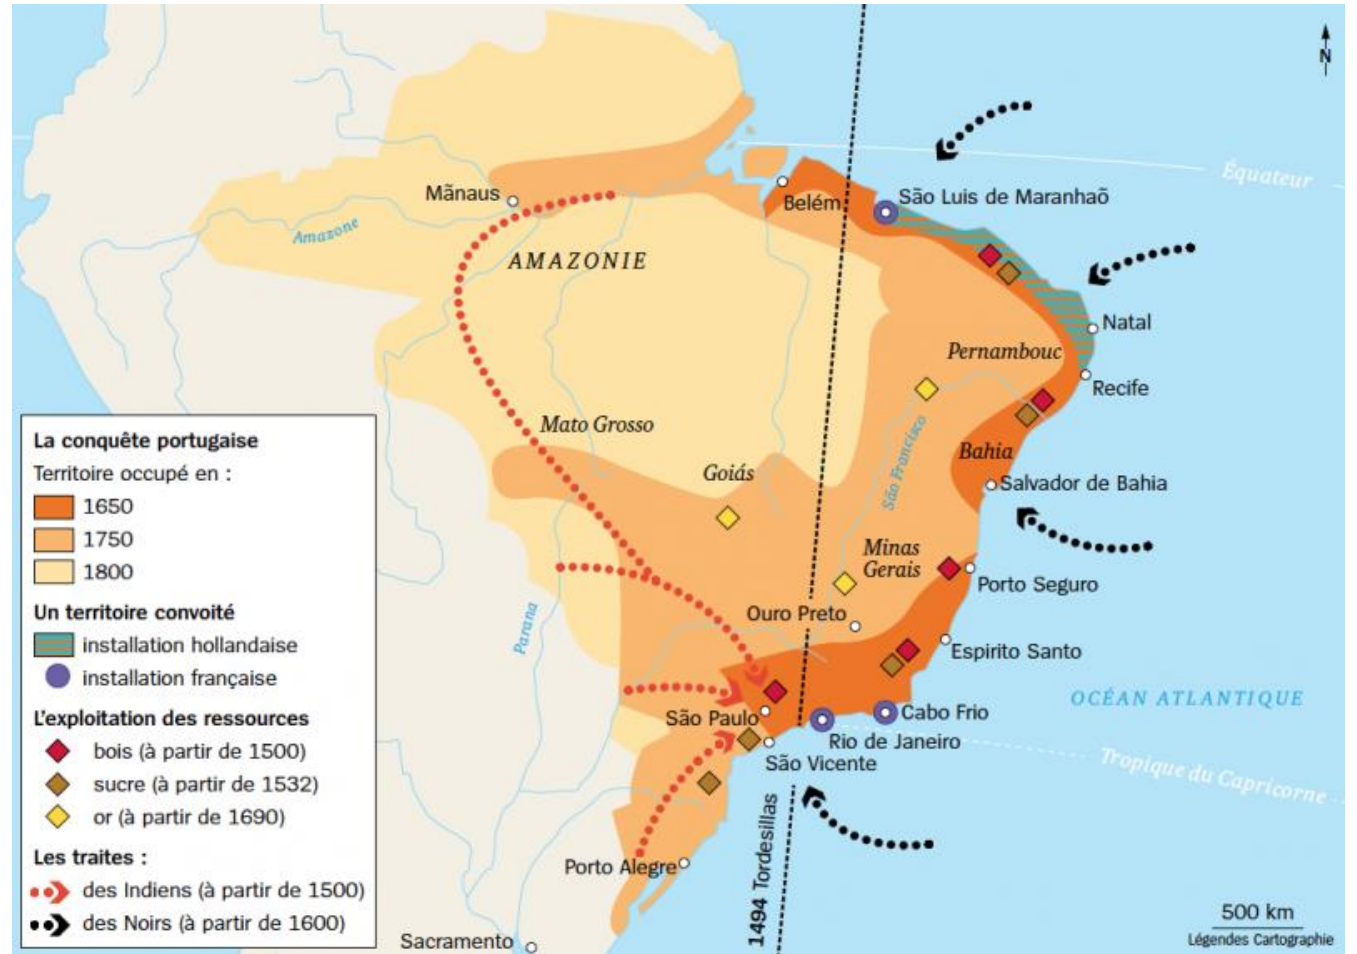 N
Équateur
Mãnaus
Belém
São Luis de Maranhaõ
Amazone
AMAZONIE
Natal
Pernambouc
Recife
Mato Grosso
Goiás
São Francisco
Bahia
Salvador de Bahia
Minas
Gerais
Porto Seguro
Ouro Preto
Parana
Espirito Santo
OCÉAN ATLANTIQUE
São Paulo
Cabo Frio
Rio de Janeiro
São Vicente
Tropique du Capricorne
1494 Tordesillas
Porto Alegre
Sacramento
La conquête portugaise
Territoire occupé en :
1650
1750
1800
Un territoire convoité
installation hollandaise
installation française
L'exploitation des ressources
bois (à partir de 1500)
sucre (à partir de 1532)
or (à partir de 1690)
Les traites :
des Indiens (à partir de 1500)
des Noirs (à partir de 1600)
500 km
Légendes Cartographie